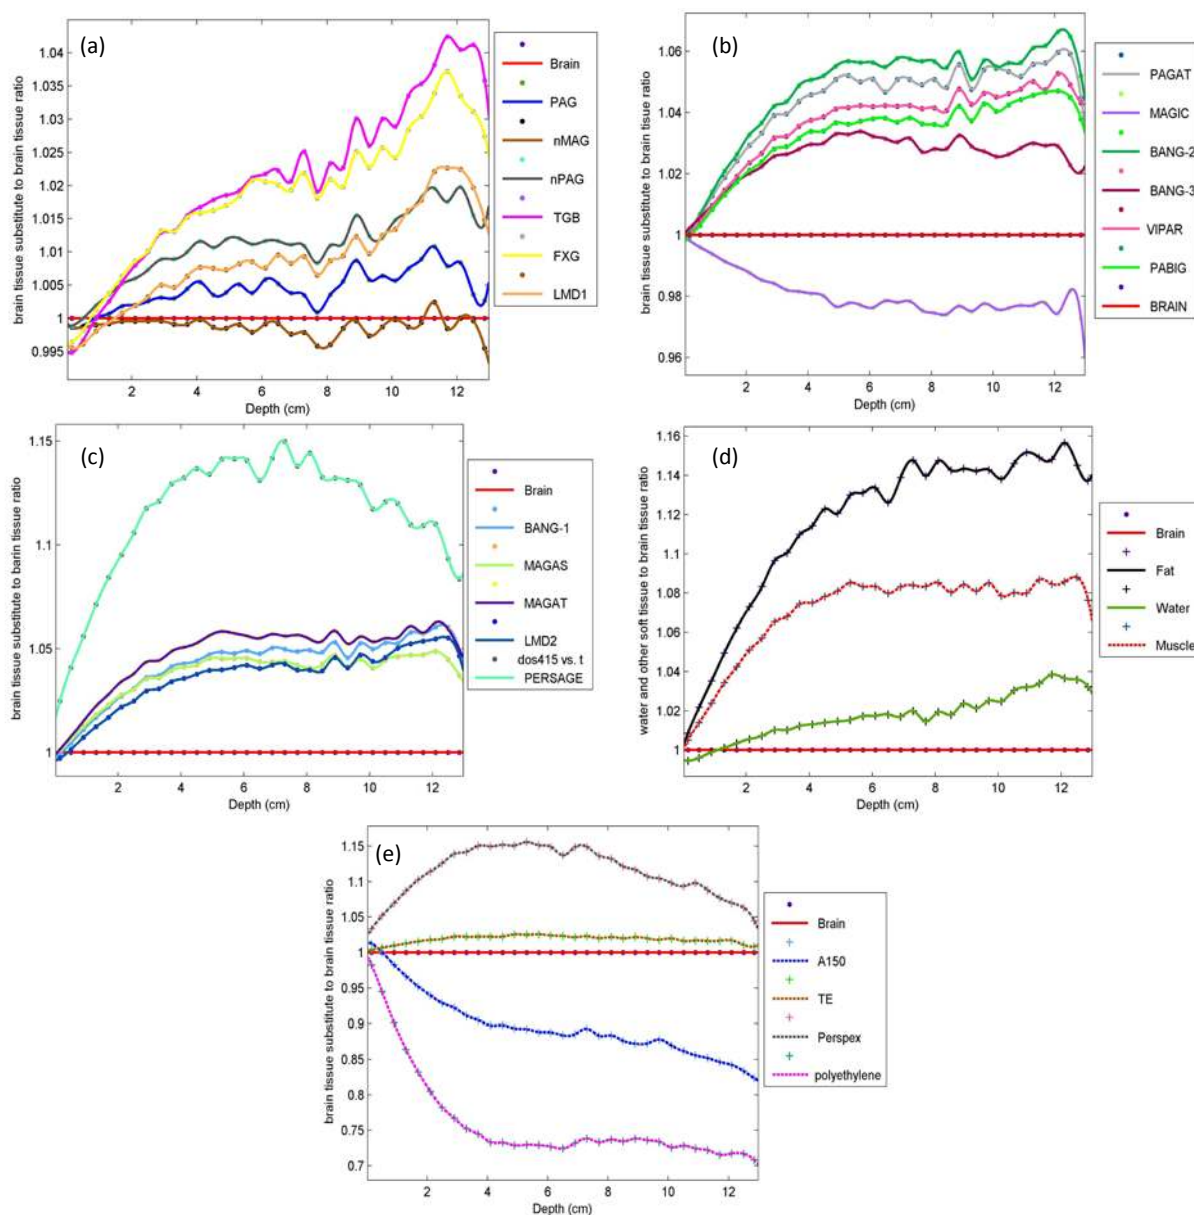 (a)
1.04
1.035
1.03
1.025
1.02
1.015
1.01
1.005
1
0.995
2 4 6 8 10 12
Depth (cm)
brain tissue substitute to brain tissue ratio
Brain
PAG
nMAG
nPAG
TGB
FXG
LMD1
(b)
1.06
1.04
1.02
1
0.98
0.96
2 4 6 8 10 12
Depth (cm)
brain tissue substitute to brain tissue ratio
PAGAT
MAGIC
BANG-2
BANG-3
VIPAR
PABIG
BRAIN
(c)
1.15
1.1
1.05
1
2 4 6 8 10 12
Depth (cm)
brain tissue substitute to barin tissue ratio
Brain
BANG-1
MAGAS
MAGAT
LMD2
dos415 vs. t
PERSAGE
(d)
1.16
1.14
1.12
1.1
1.08
1.06
1.04
1.02
1
2 4 6 8 10 12
Depth (cm)
water and other soft tissue to brain tissue ratio
Brain
Fat
Water
Muscle
(e)
1.15
1.1
1.05
1
0.95
0.9
0.85
0.8
0.75
0.7
2 4 6 8 10 12
Depth (cm)
brain tissue substitute to brain tissue ratio
Brain
A150
TE
Perspex
polyethylene